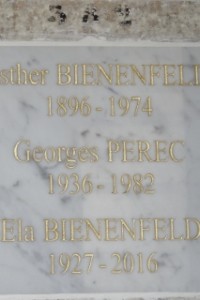 sther BIENENFELD
1896 - 1974
Georges PEREC
1936 - 1982
Ela BIENENFELD
1927 - 2016